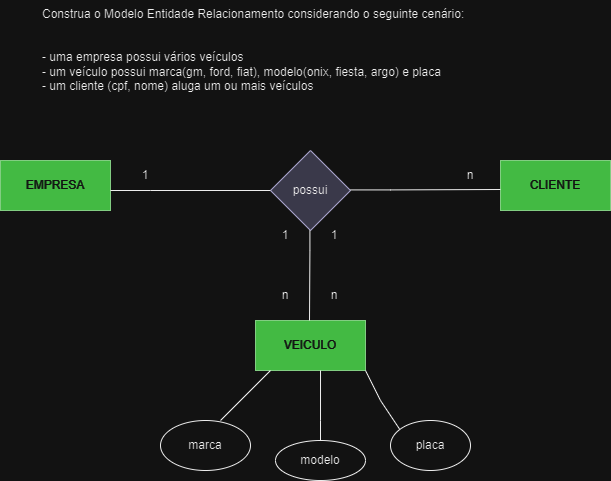 Construa o Modelo Entidade Relacionamento considerando o seguinte cenário:
- uma empresa possui vários veículos
- um veículo possui marca(gm, ford, fiat), modelo(onix, fiesta, argo) e placa
- um cliente (cpf, nome) aluga um ou mais veículos
1
n
EMPRESA
possui
CLIENTE
1
1
n
n
VEICULO
marca
modelo
placa